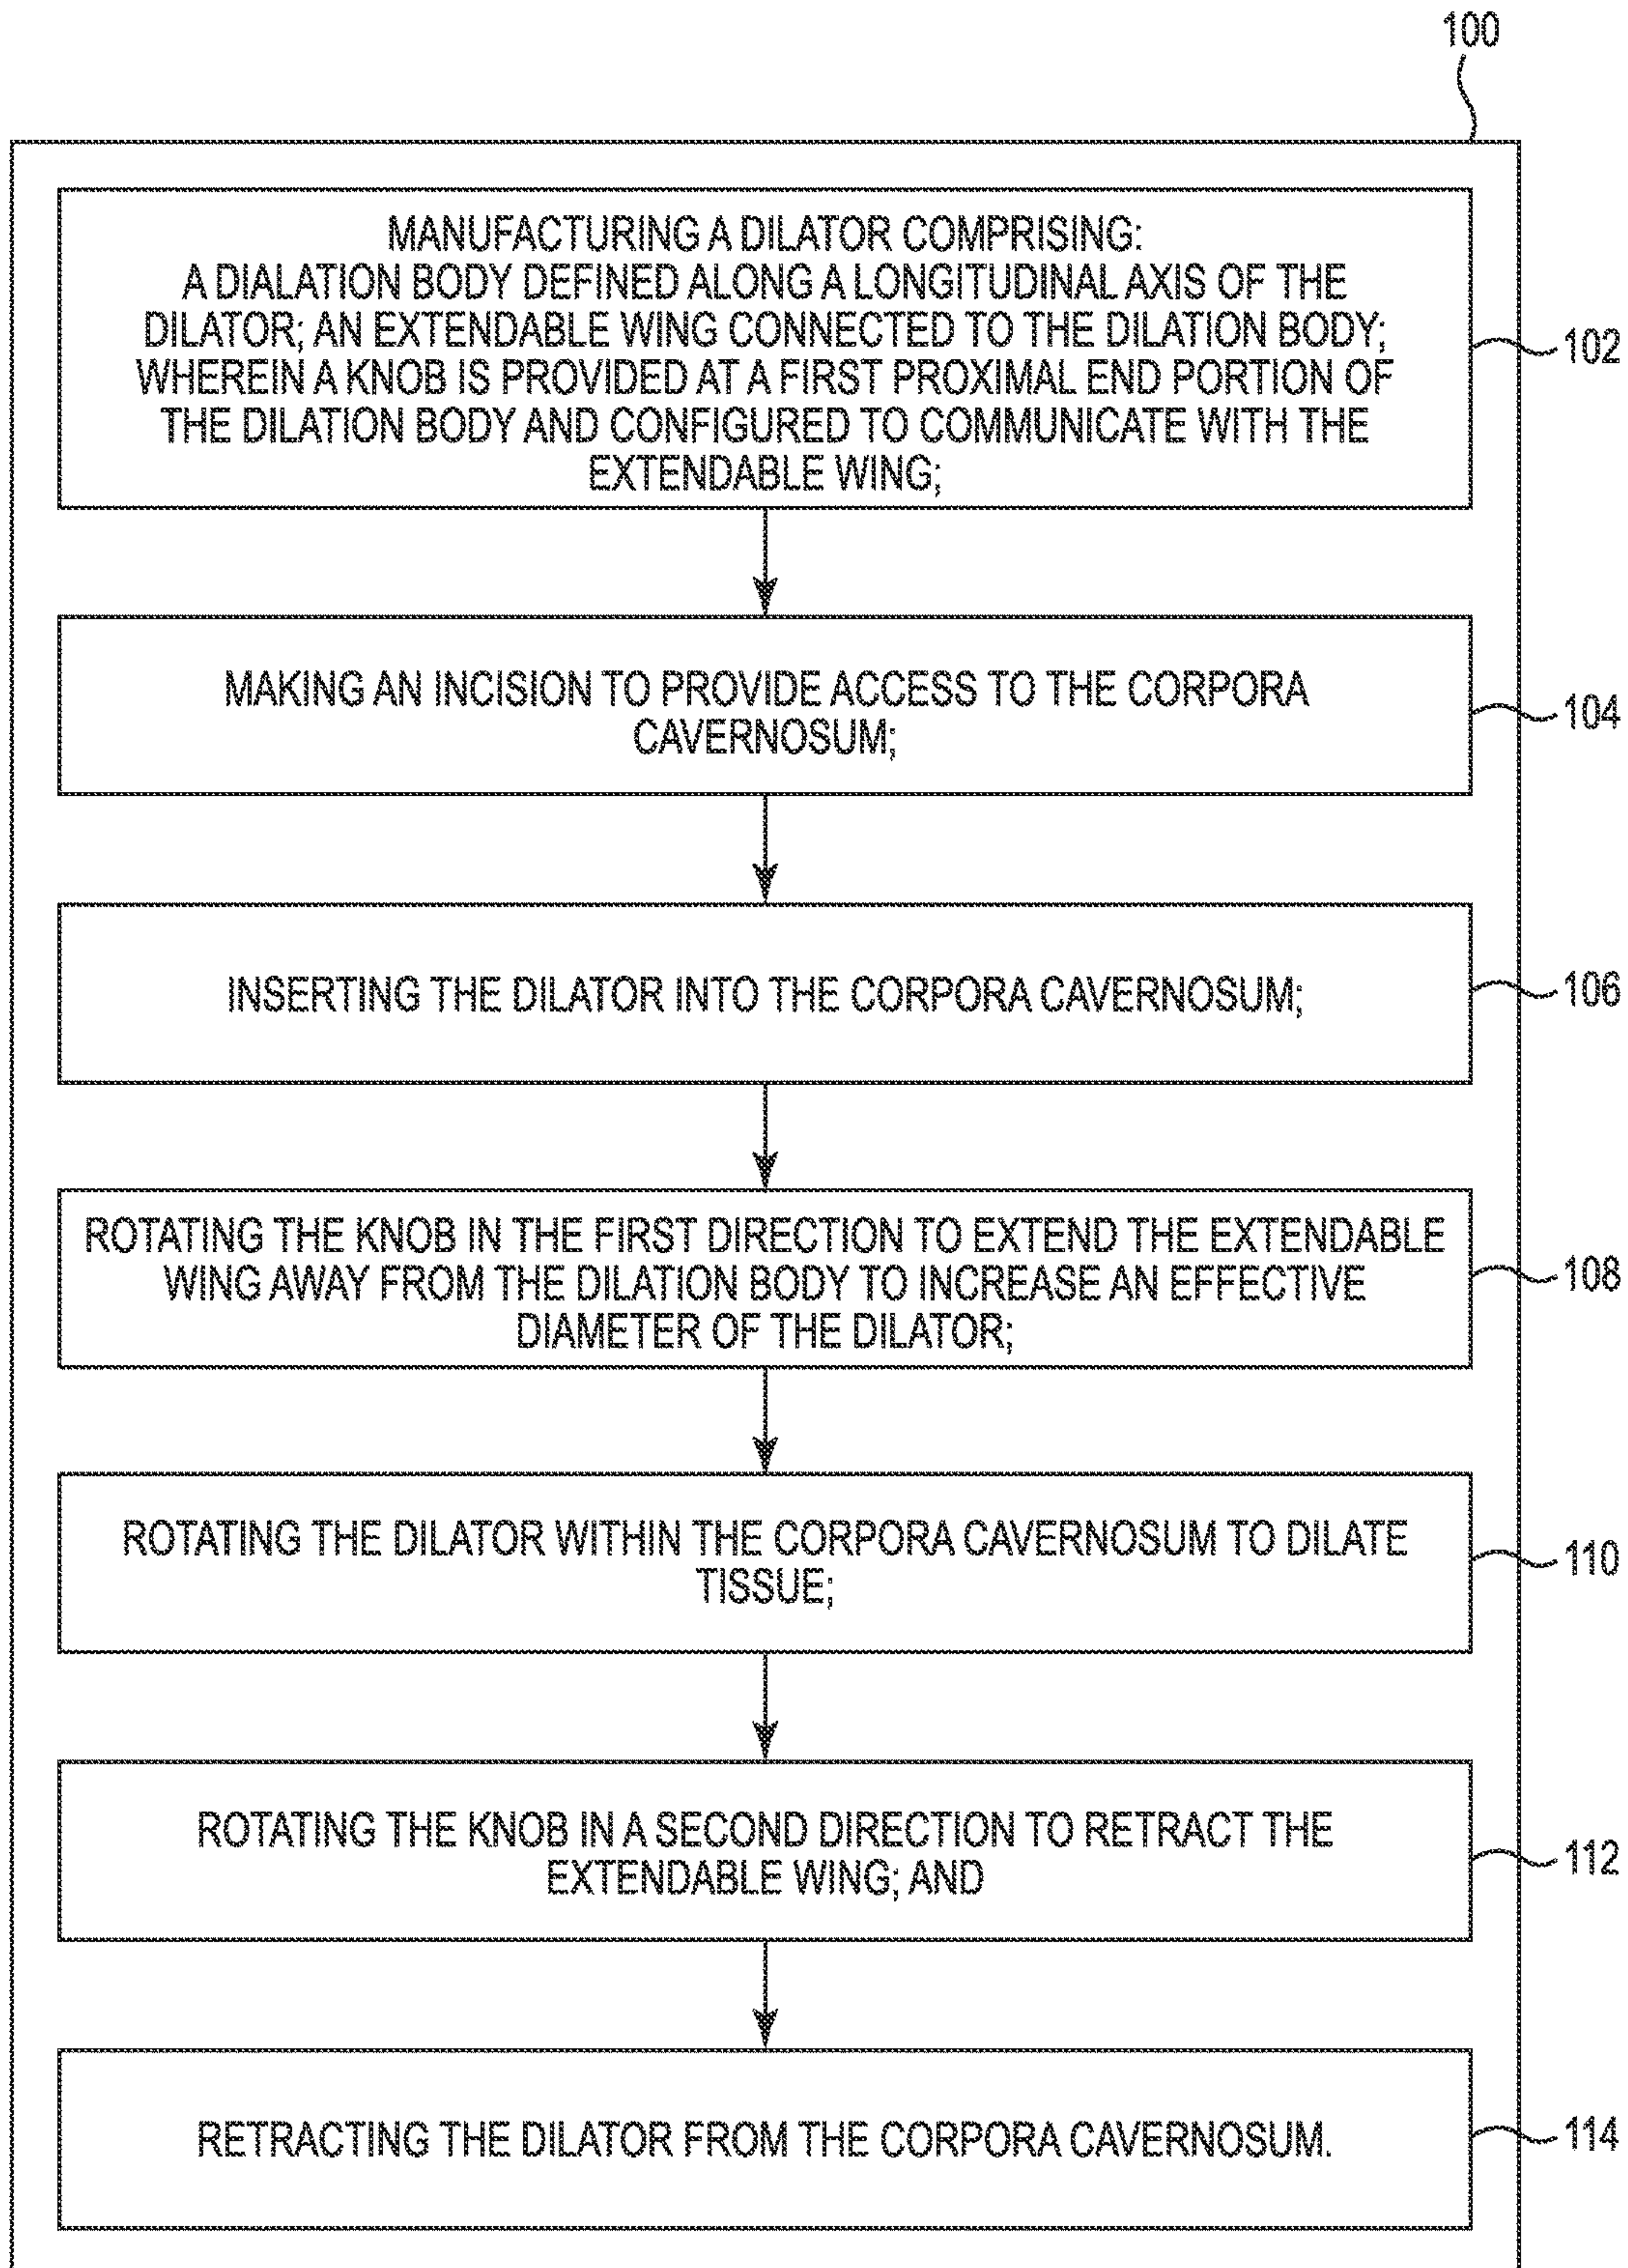 100
MANUFACTURING A DILATOR COMPRISING:
A DIALATION BODY DEFINED ALONG A LONGITUDINAL AXIS OF THE
DILATOR; AN EXTENDABLE WING CONNECTED TO THE DILATION BODY;
WHEREIN A KNOB IS PROVIDED AT A FIRST PROXIMAL END PORTION OF
THE DILATION BODY AND CONFIGURED TO COMMUNICATE WITH THE
EXTENDABLE WING;
102
MAKING AN INCISION TO PROVIDE ACCESS TO THE CORPORA
CAVERNOSUM;
104
INSERTING THE DILATOR INTO THE CORPORA CAVERNOSUM;
106
ROTATING THE KNOB IN THE FIRST DIRECTION TO EXTEND THE EXTENDABLE
WING AWAY FROM THE DILATION BODY TO INCREASE AN EFFECTIVE
DIAMETER OF THE DILATOR;
108
ROTATING THE DILATOR WITHIN THE CORPORA CAVERNOSUM TO DILATE
TISSUE;
110
ROTATING THE KNOB IN A SECOND DIRECTION TO RETRACT THE
EXTENDABLE WING; AND
112
RETRACTING THE DILATOR FROM THE CORPORA CAVERNOSUM.
114